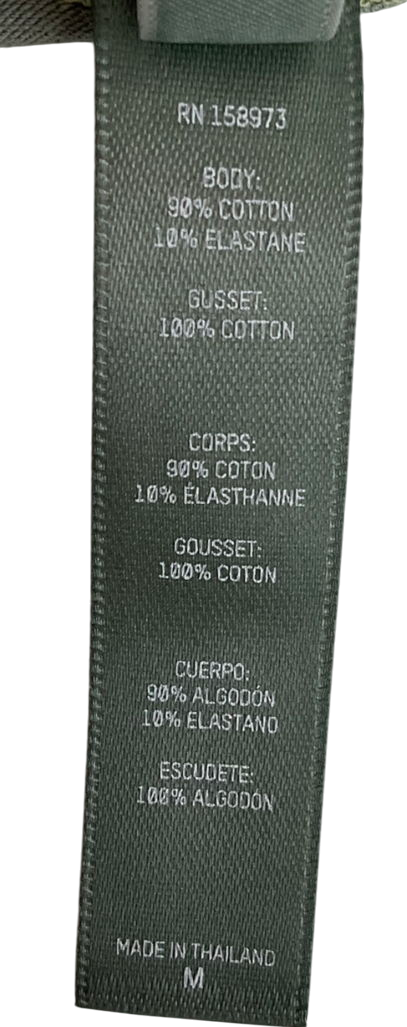 RN 158973
BODY:
90% COTTON
10% ELASTANE
GUSSET:
100% COTTON
CORPS:
90% COTON
10% ÉLASTHANNE
GOUSSET:
100% COTON
CUERPO:
90% ALGODÓN
10% ELASTANO
ESCUDETE:
100% ALGODÓN
MADE IN THAILAND
M